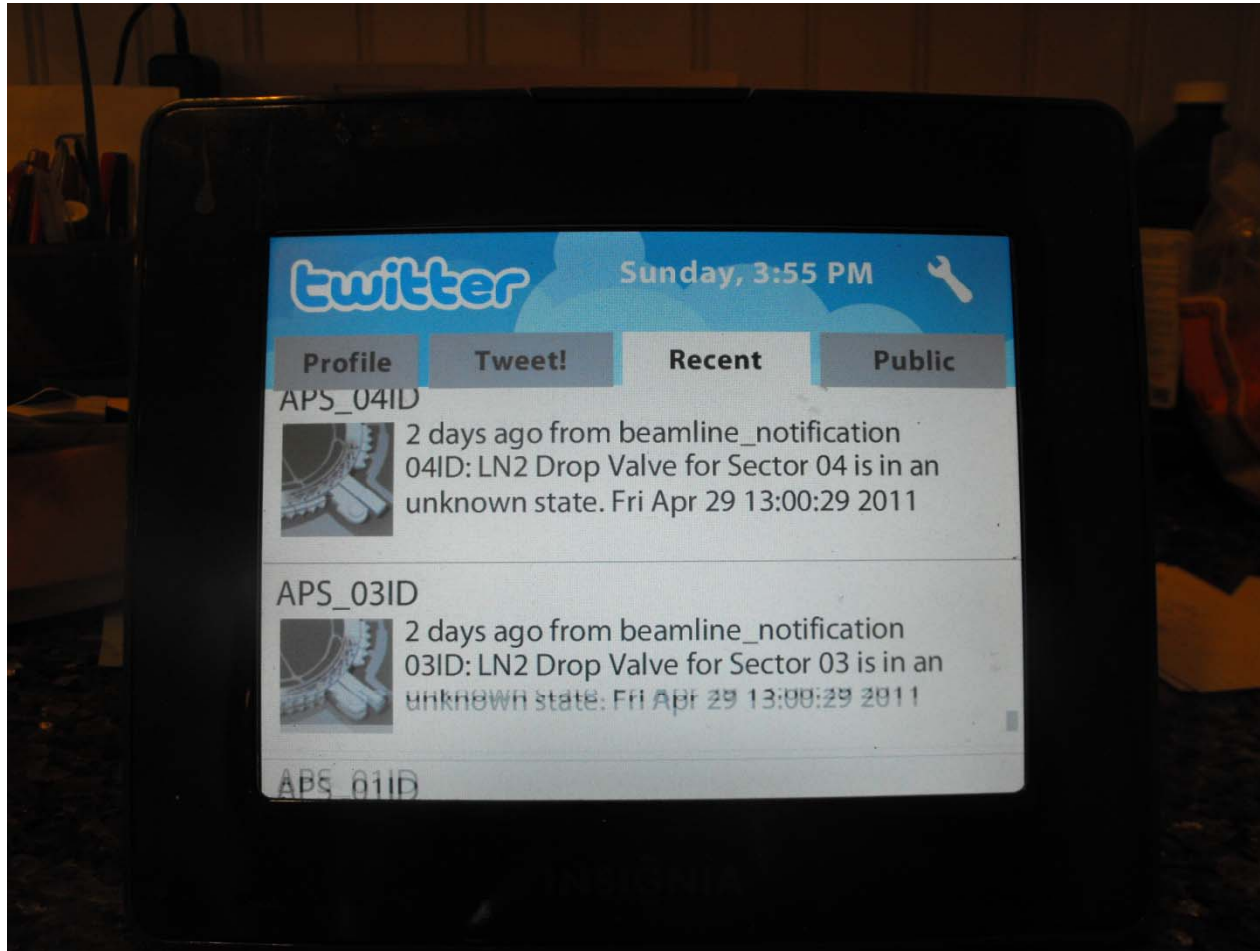 twitter
Sunday, 3:55 PM
Profile
Tweet!
Recent
Public
APS_04ID
2 days ago from beamline_notification
04ID: LN2 Drop Valve for Sector 04 is in an
unknown state. Fri Apr 29 13:00:29 2011
APS_03ID
2 days ago from beamline_notification
03ID: LN2 Drop Valve for Sector 03 is in an
unknown state. Fri Apr 29 13:00:29 2011
APS_01ID
INSIGNIA